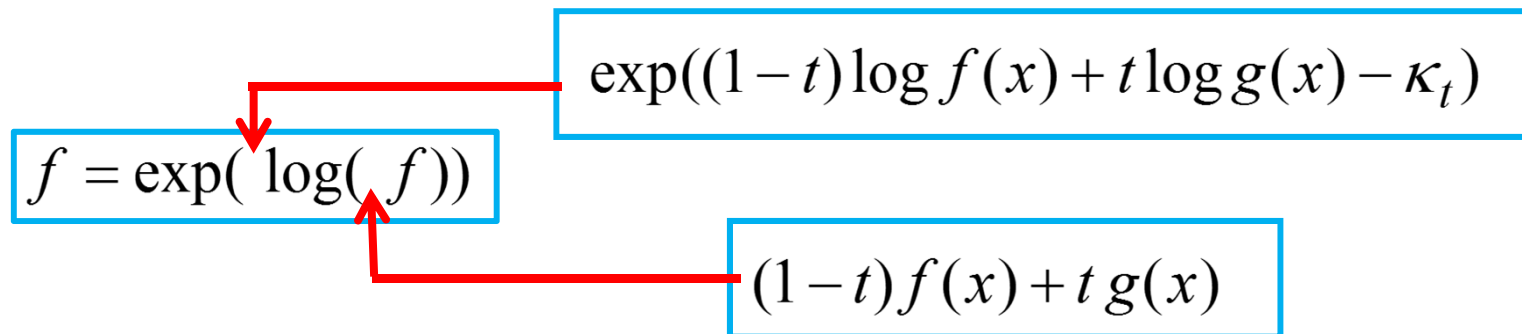 exp((1 − t) log f(x) + t log g(x) − κ_t)
f = exp( log( f))
(1 − t) f(x) + t g(x)